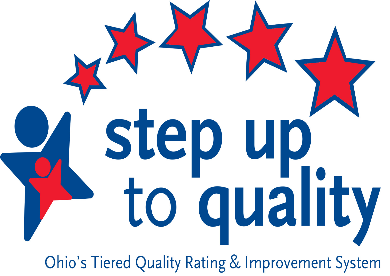 step up
to quality
Ohio's Tiered Quality Rating & Improvement System